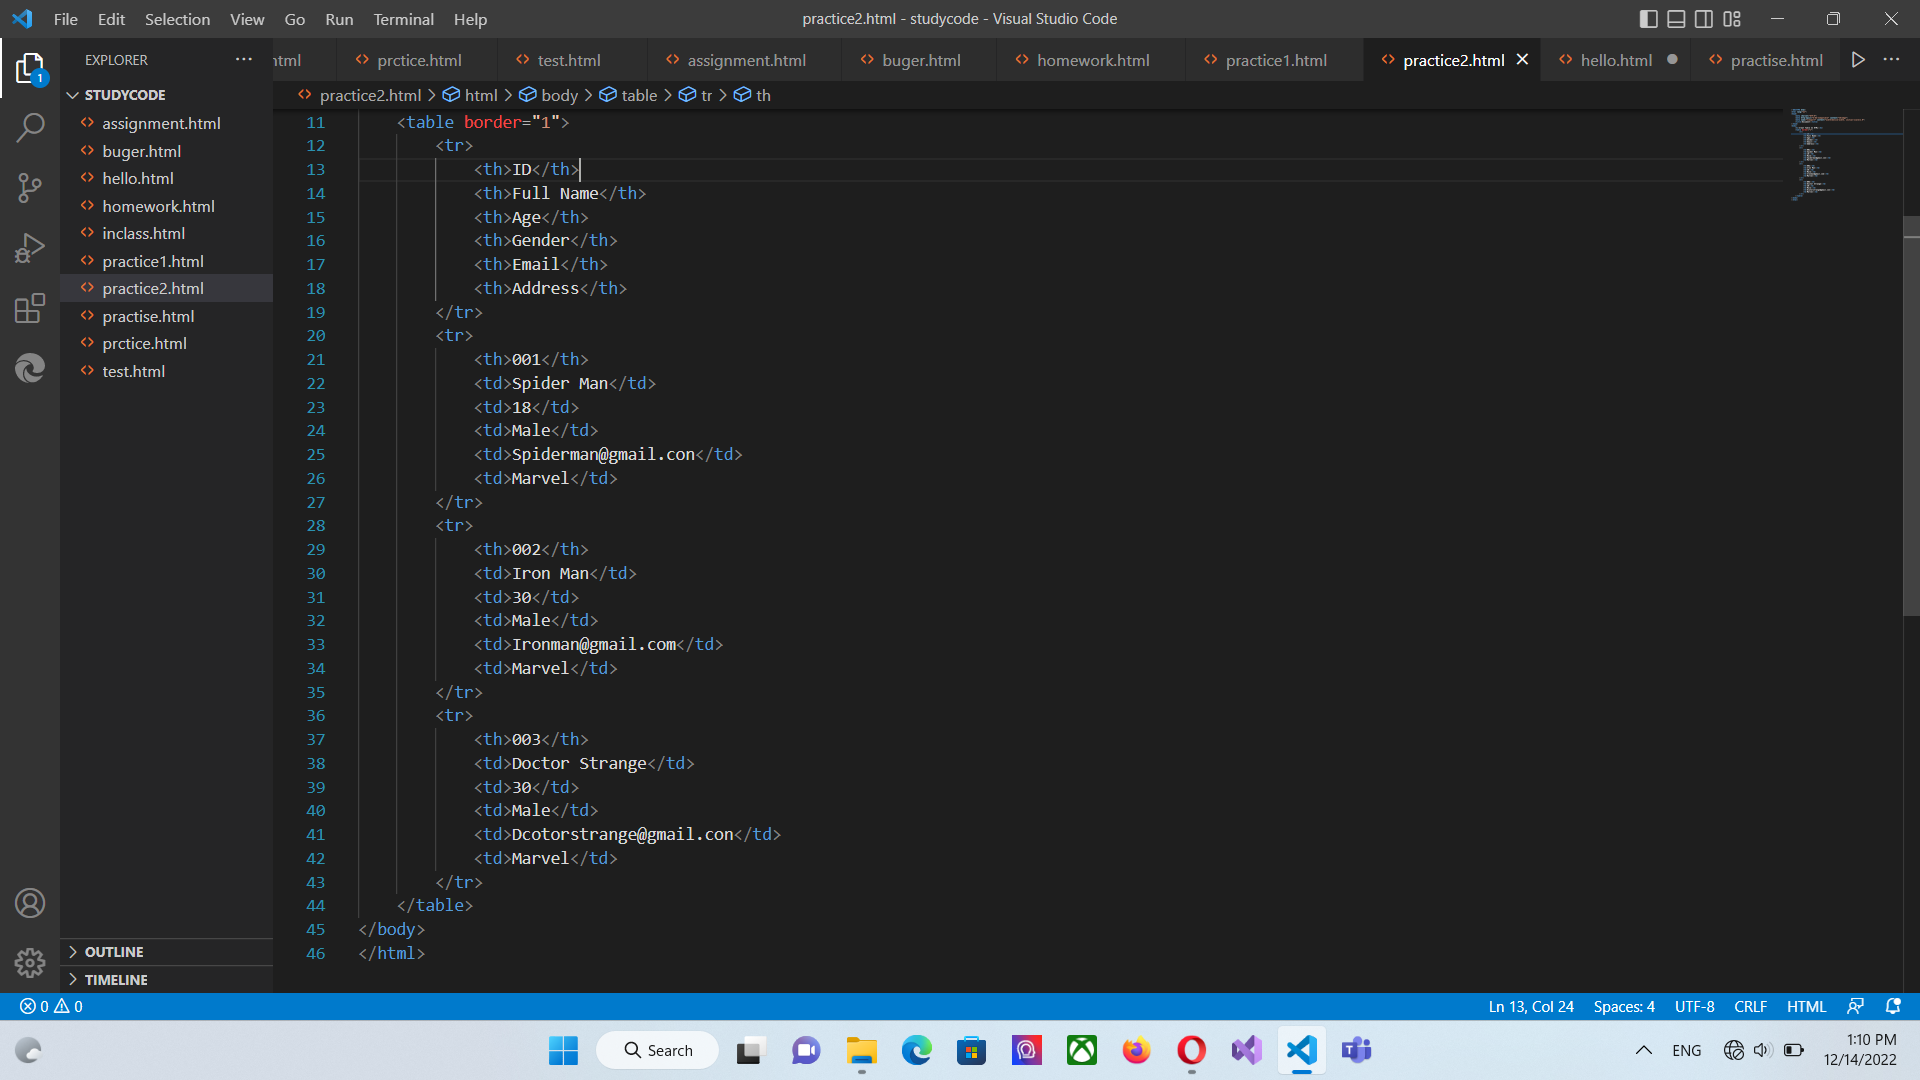 File Edit Selection View Go Run Terminal Help
practice2.html - studycode - Visual Studio Code
EXPLORER
html prctice.html test.html assignment.html buger.html homework.html practice1.html practice2.html hello.html practise.html
1
STUDYCODE
practice2.html > html > body > table > tr > th
assignment.html
buger.html
hello.html
homework.html
inclass.html
practice1.html
practice2.html
practise.html
prctice.html
test.html
11 <table border="1">
12 <tr>
13 <th>ID</th>
14 <th>Full Name</th>
15 <th>Age</th>
16 <th>Gender</th>
17 <th>Email</th>
18 <th>Address</th>
19 </tr>
20 <tr>
21 <th>001</th>
22 <td>Spider Man</td>
23 <td>18</td>
24 <td>Male</td>
25 <td>Spiderman@gmail.con</td>
26 <td>Marvel</td>
27 </tr>
28 <tr>
29 <th>002</th>
30 <td>Iron Man</td>
31 <td>30</td>
32 <td>Male</td>
33 <td>Ironman@gmail.com</td>
34 <td>Marvel</td>
35 </tr>
36 <tr>
37 <th>003</th>
38 <td>Doctor Strange</td>
39 <td>30</td>
40 <td>Male</td>
41 <td>Dcotorstrange@gmail.con</td>
42 <td>Marvel</td>
43 </tr>
44 </table>
45 </body>
46 </html>
OUTLINE
TIMELINE
0 0
Ln 13, Col 24 Spaces: 4 UTF-8 CRLF HTML
Search
ENG
1:10 PM
12/14/2022